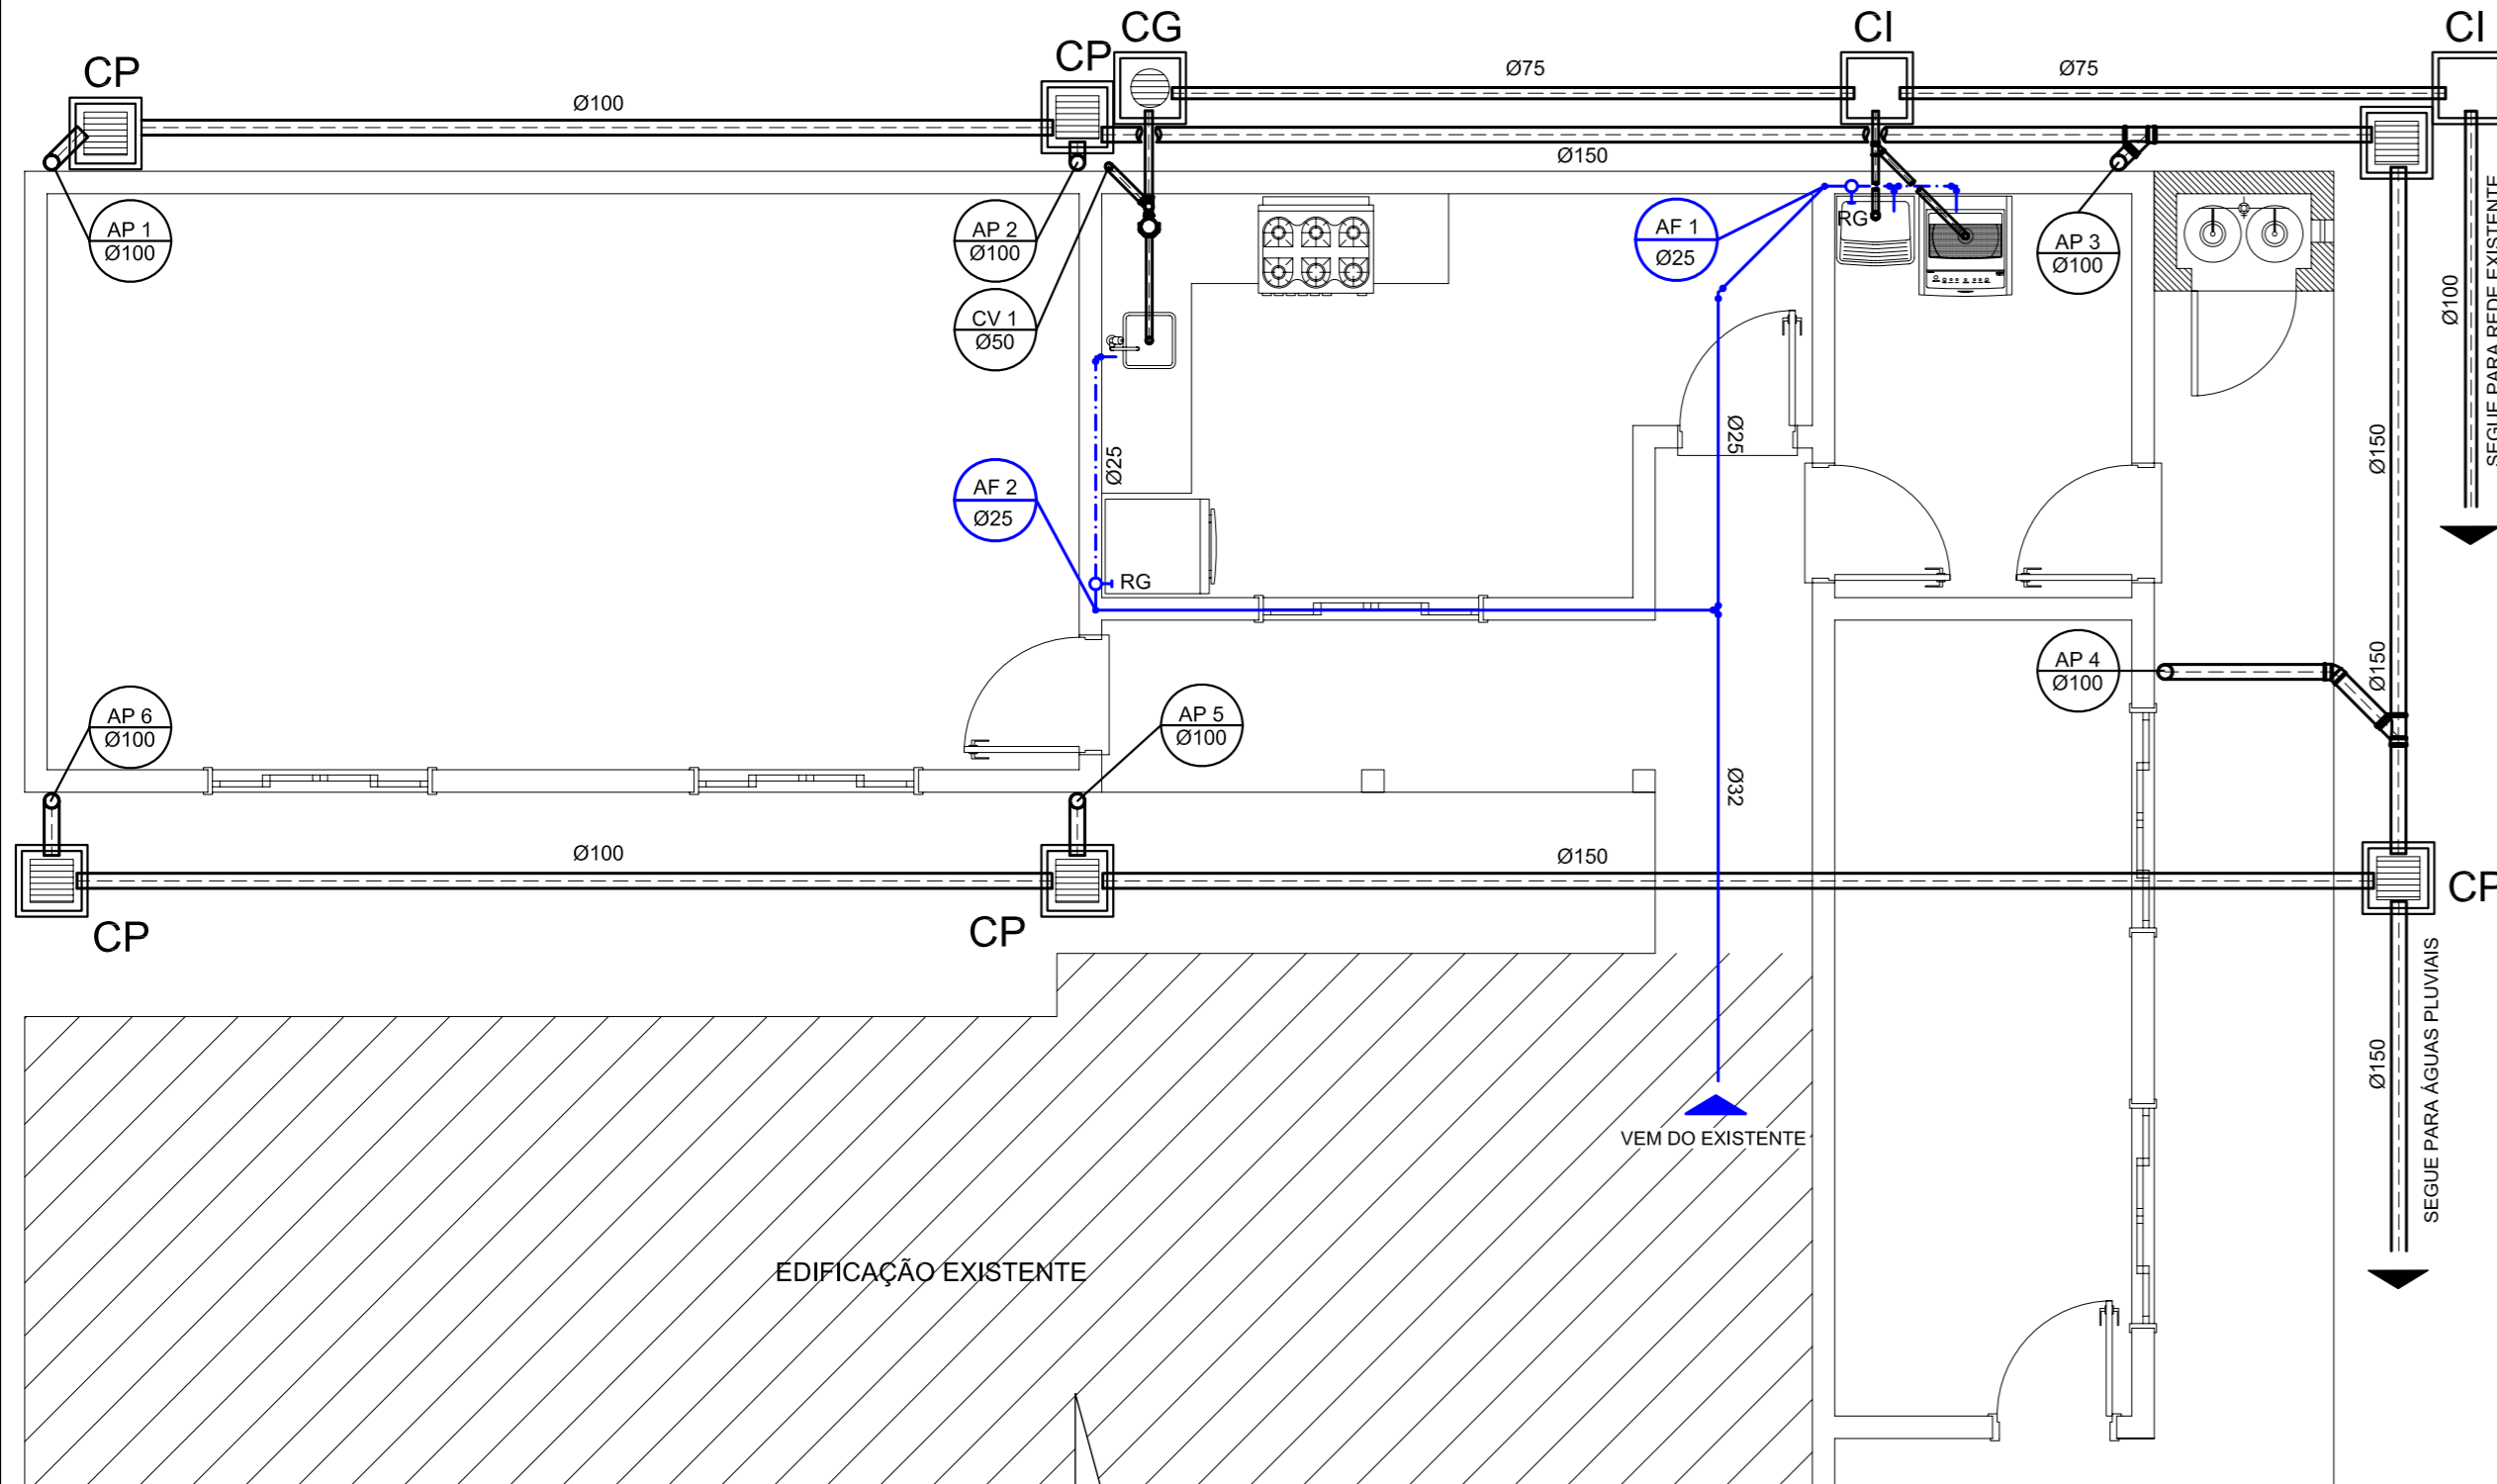 CG
CI
CI
CP
CP
Ø75
Ø75
Ø100
Ø150
AP 1
Ø100
AP 2
Ø100
AF 1
Ø25
RG
AP 3
Ø100
CV 1
Ø50
Ø100
SEGUE PARA REDE EXISTENTE
Ø25
Ø25
Ø150
AF 2
Ø25
RG
AP 4
Ø100
Ø150
AP 6
Ø100
AP 5
Ø100
Ø32
Ø100
Ø150
CP
CP
CP
Ø150
SEGUE PARA ÁGUAS PLUVIAIS
VEM DO EXISTENTE
EDIFICAÇÃO EXISTENTE